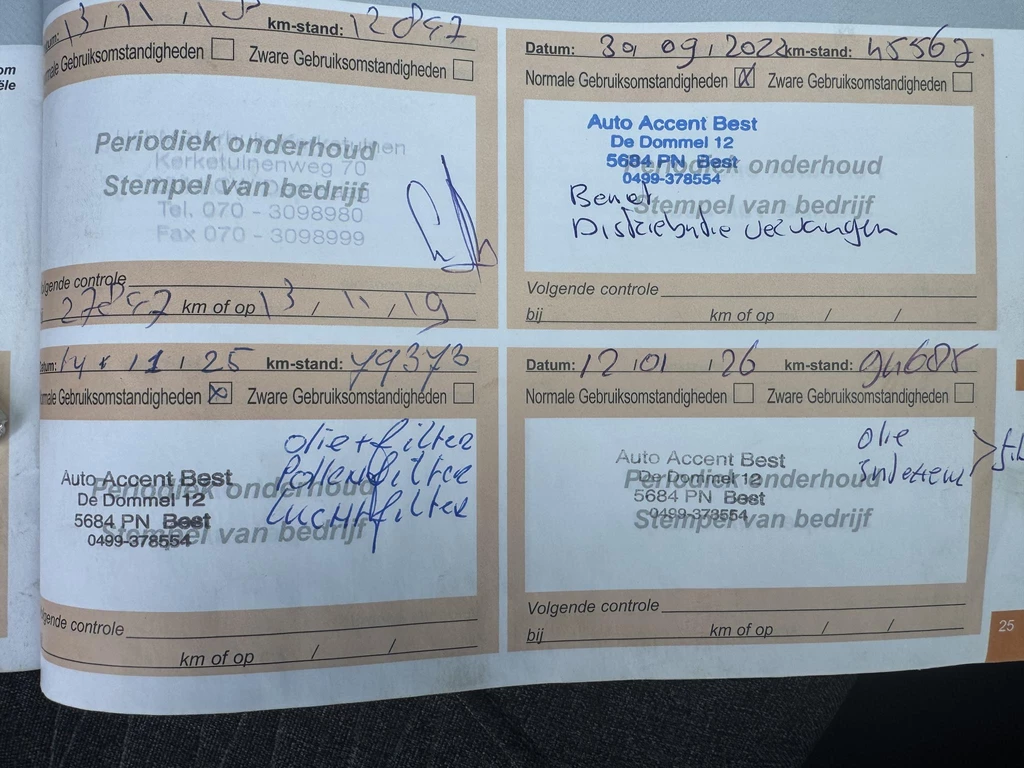 om
ële
Datum: 13, 11, 18 km-stand: 12847
Normale Gebruiksomstandigheden Zware Gebruiksomstandigheden
Periodiek onderhoud
Kerketuinenweg 70
Stempel van bedrijf
Tel. 070 - 3098980
Fax 070 - 3098999
Volgende controle
27847 km of op 13, 11, 19
Datum: 30, 09, 2022 km-stand: 45567.
Normale Gebruiksomstandigheden Zware Gebruiksomstandigheden
Auto Accent Best
De Dommel 12
5684 PN Best
0499-378554
Periodiek onderhoud
Stempel van bedrijf
Distributie vervangen
Volgende controle
bij km of op / /
Datum: 14, 11, 25 km-stand: 79373
Normale Gebruiksomstandigheden Zware Gebruiksomstandigheden
olie+filter
Pollenfilter
Luchtfilter
Auto Accent Best
De Dommel 12
5684 PN Best
0499-378554
Periodiek onderhoud
Stempel van bedrijf
Volgende controle
km of op / /
Datum: 12, 01, 26 km-stand:
Normale Gebruiksomstandigheden Zware Gebruiksomstandigheden
olie
Interieur
Auto Accent Best
De Dommel 12
5684 PN Best
0499-378554
Periodiek onderhoud
Stempel van bedrijf
Volgende controle
bij km of op / /
25